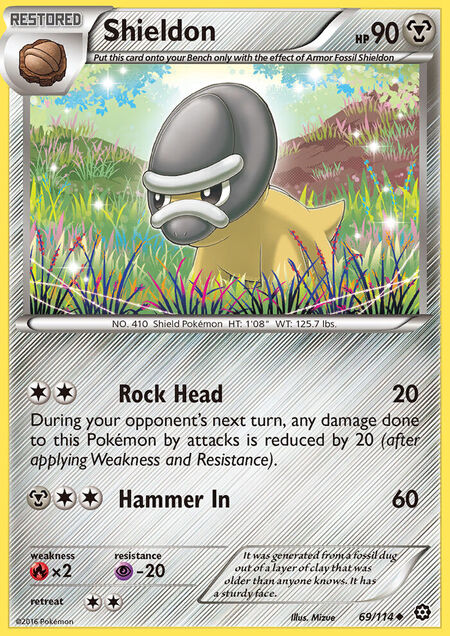 RESTORED
Shieldon
HP 90
Put this card onto your Bench only with the effect of Armor Fossil Shieldon
NO. 410 Shield Pokémon HT: 1'08" WT: 125.7 lbs.
Rock Head 20
During your opponent's next turn, any damage done
to this Pokémon by attacks is reduced by 20 (after
applying Weakness and Resistance).
Hammer In 60
weakness resistance
×2 -20
retreat
It was generated from a fossil dug
out of a layer of clay that was
older than anyone knows. It has
a sturdy face.
©2016 Pokémon Illus. Mizue 69/114